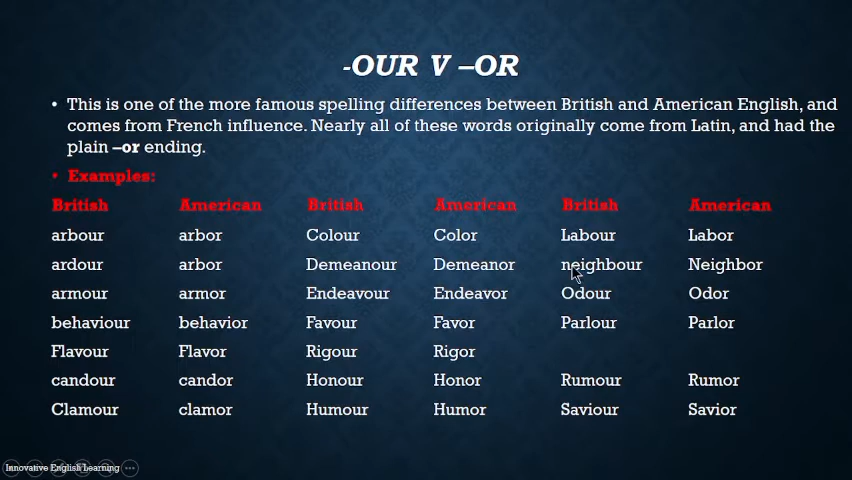 -OUR V –OR
• This is one of the more famous spelling differences between British and American English, and
comes from French influence. Nearly all of these words originally come from Latin, and had the
plain –or ending.
• Examples:
British American British American British American
arbour arbor Colour Color Labour Labor
ardour arbor Demeanour Demeanor neighbour Neighbor
armour armor Endeavour Endeavor Odour Odor
behaviour behavior Favour Favor Parlour Parlor
Flavour Flavor Rigour Rigor
candour candor Honour Honor Rumour Rumor
Clamour clamor Humour Humor Saviour Savior
Innovative English Learning